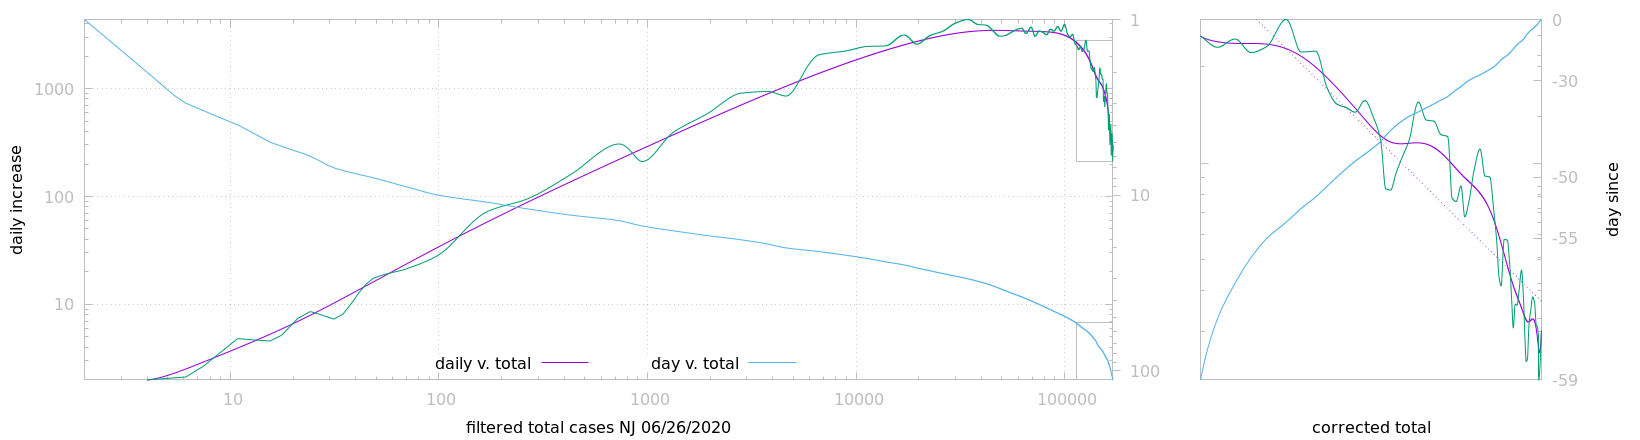 daily increase
1000
100
10
daily v. total
day v. total
10
100
1000
10000
100000
filtered total cases NJ 06/26/2020
1
10
100
0
-30
-50
-55
-59
day since
corrected total